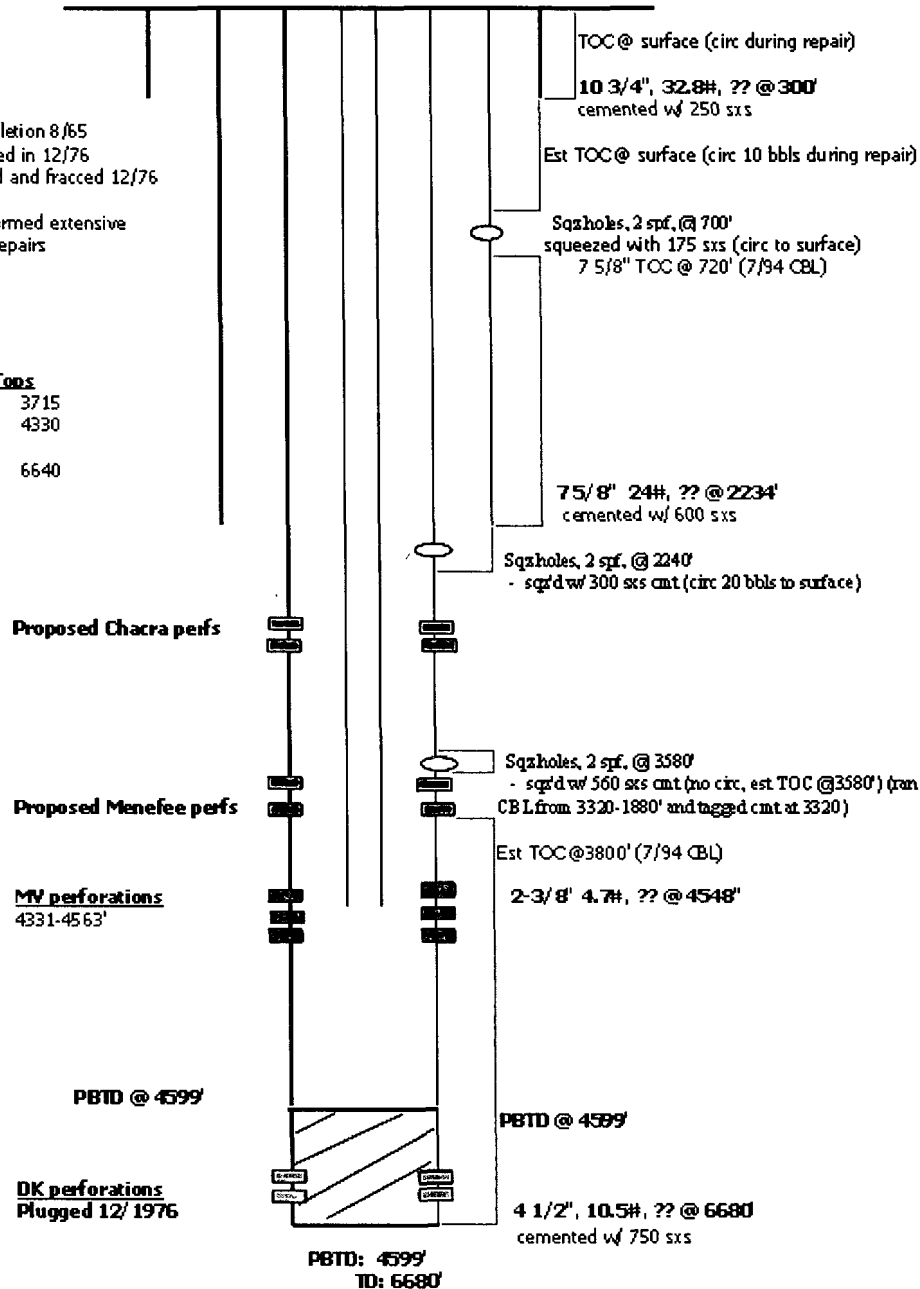 TOC @ surface (circ during repair)
10 3/4", 32.8#, ?? @ 300'
cemented w/ 250 sxs
letion 8/65
ed in 12/76
d and fracced 12/76
Est TOC @ surface (circ 10 bbls during repair)
rmed extensive
epairs
Sqz holes, 2 spf, @ 700'
squeezed with 175 sxs (circ to surface)
7 5/8" TOC @ 720' (7/94 CBL)
Tops
3715
4330
6640
7 5/8" 24#, ?? @ 2234'
cemented w/ 600 sxs
Sqz holes, 2 spf, @ 2240'
- sqz'd w/ 300 sxs cmt (circ 20 bbls to surface)
Proposed Chacra perfs
Sqz holes, 2 spf, @ 3580'
- sqz'd w/ 560 sxs cmt (no circ, est TOC @3580') (ran
CBL from 3320-1880' and tagged cmt at 3320)
Proposed Menefee perfs
Est TOC @3800' (7/94 CBL)
MV perforations
4331-4563'
2-3/8' 4.7#, ?? @ 4548"
PBTD @ 4599'
PBTD @ 4599'
DK perforations
Plugged 12/1976
4 1/2", 10.5#, ?? @ 6680'
cemented w/ 750 sxs
PBTD: 4599'
TD: 6680'